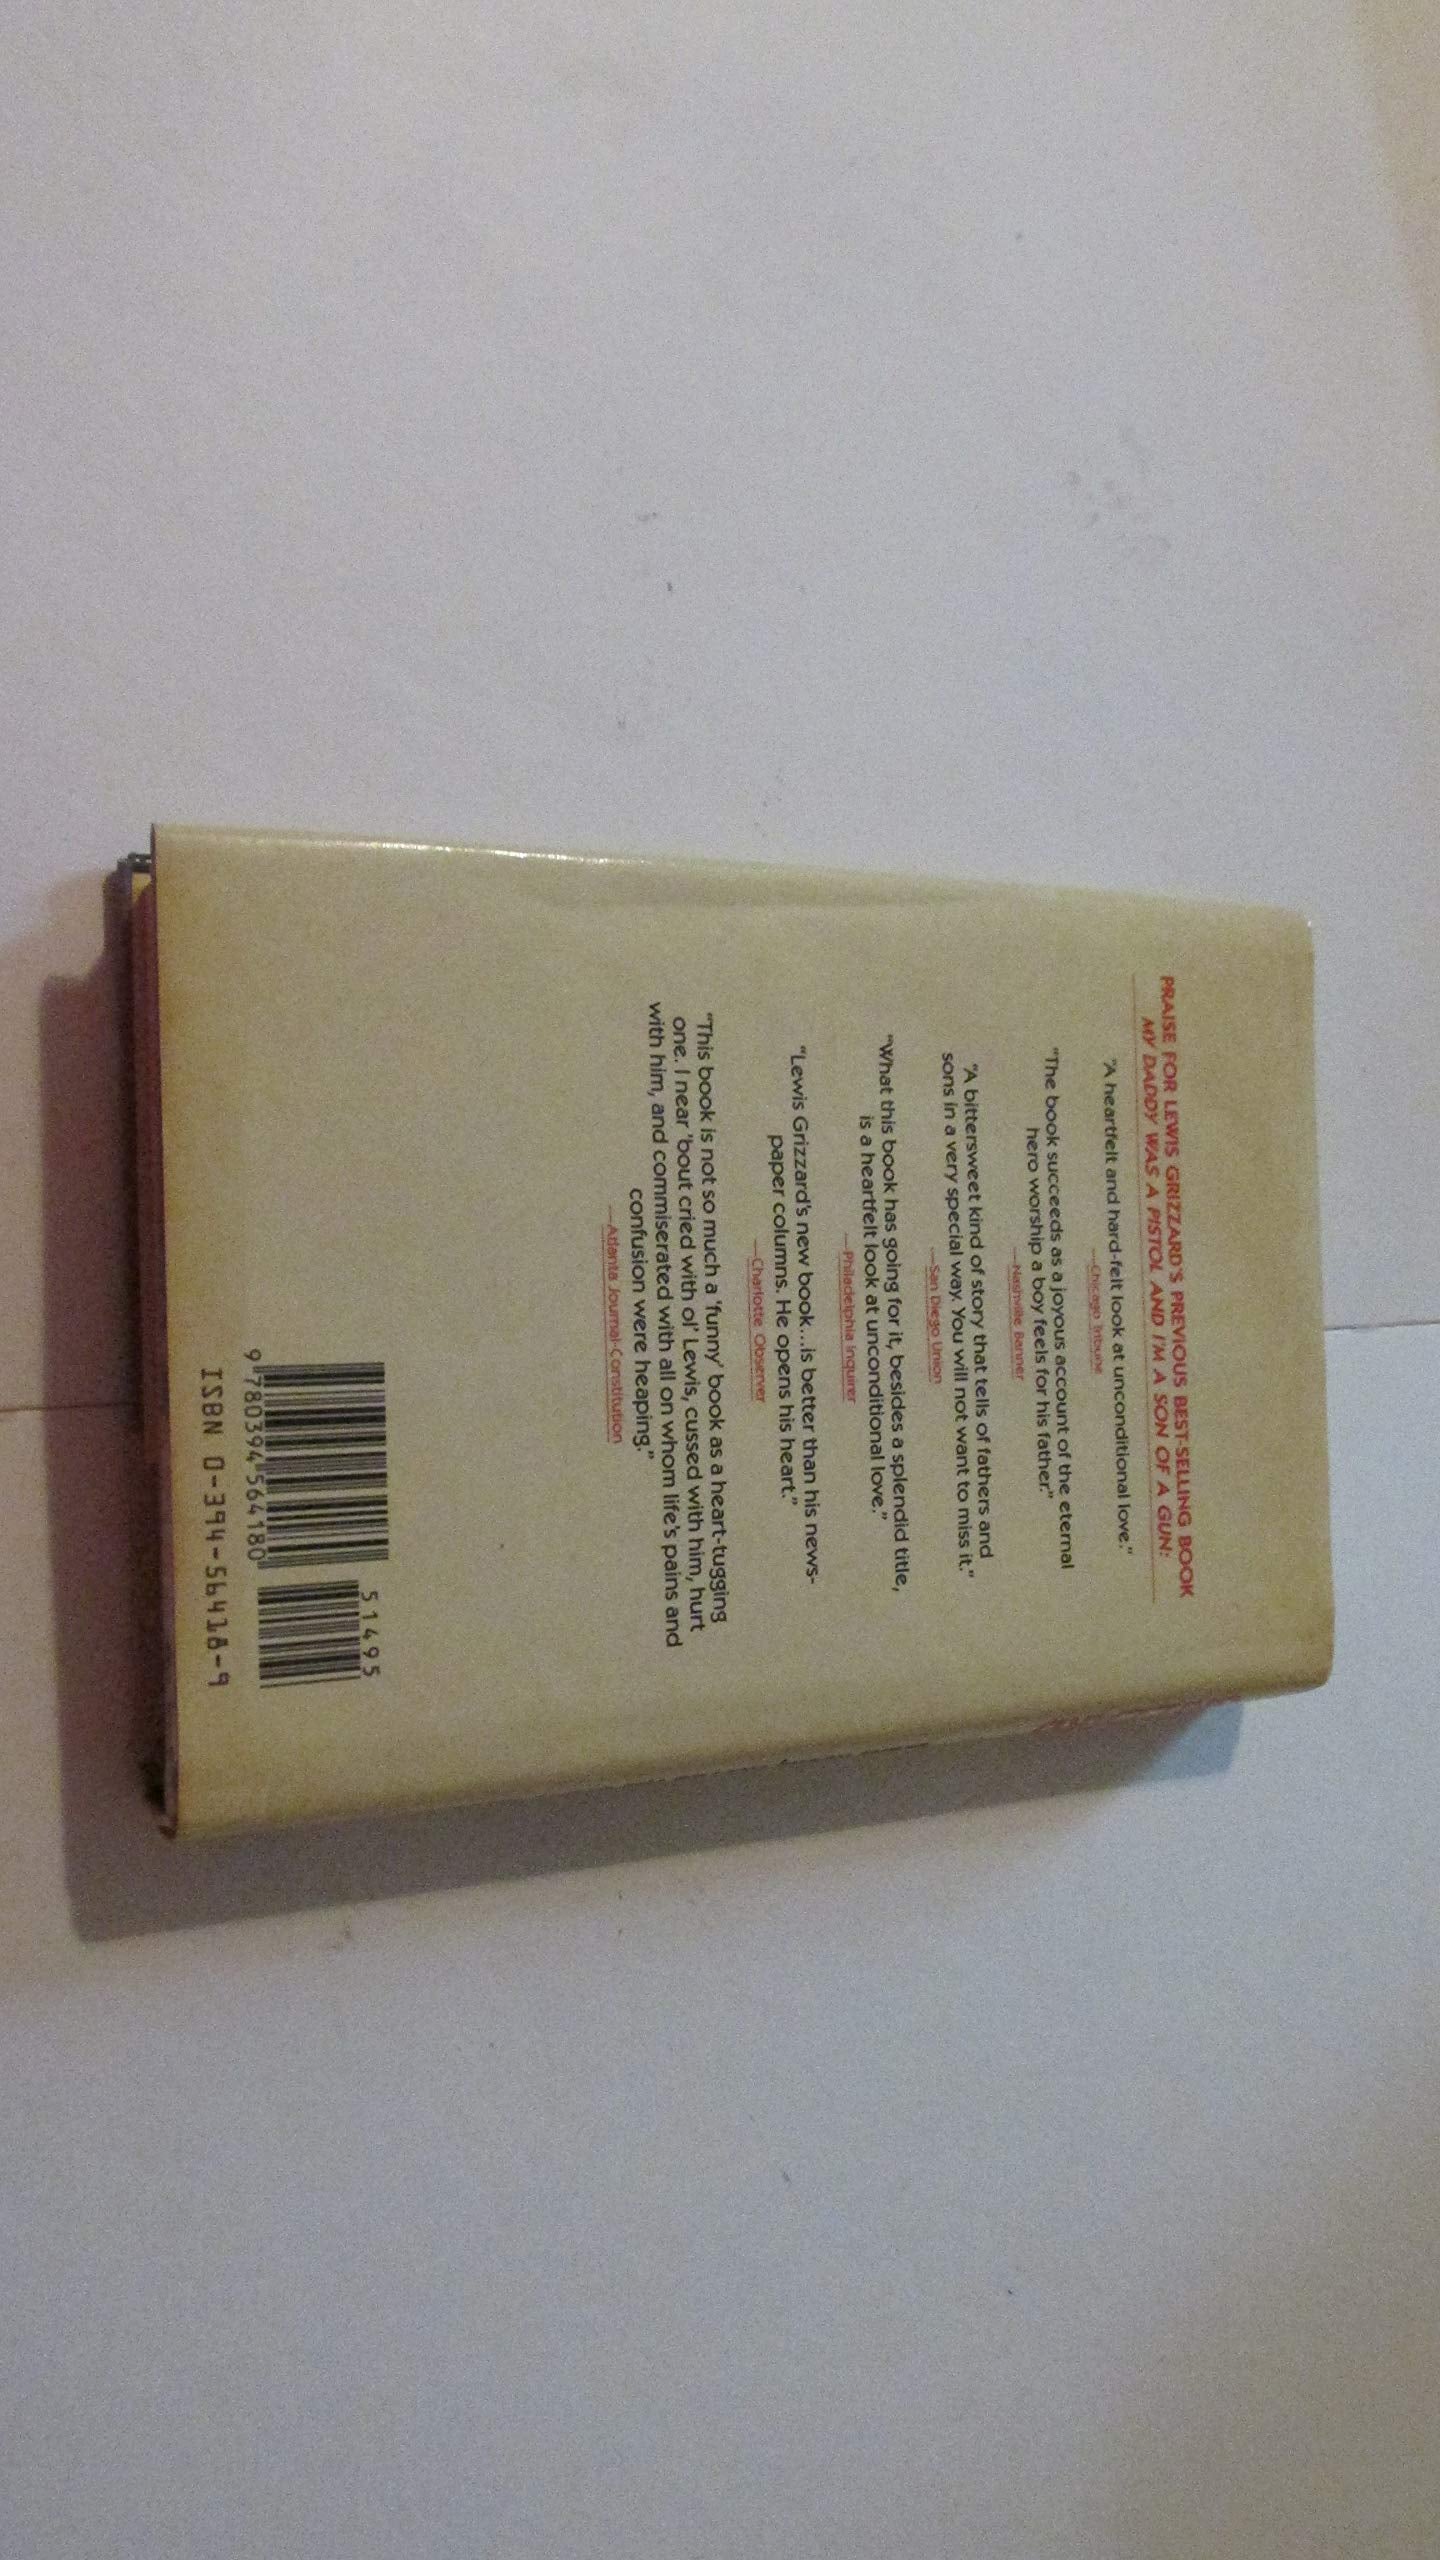 PRAISE FOR LEWIS GRIZZARD'S PREVIOUS BEST-SELLING BOOK
MY DADDY WAS A PISTOL AND I'M A SON OF A GUN:
"A heartfelt and hard-felt look at unconditional love."
—Chicago Tribune
"The book succeeds as a joyous account of the eternal
hero worship a boy feels for his father."
—Nashville Banner
"A bittersweet kind of story that tells of fathers and
sons in a very special way. You will not want to miss it."
—San Diego Union
"What this book has going for it, besides a splendid title,
is a heartfelt look at unconditional love."
—Philadelphia Inquirer
"Lewis Grizzard's new book...is better than his news-
paper columns. He opens his heart."
—Charlotte Observer
"This book is not so much a 'funny' book as a heart-tugging
one. I near 'bout cried with ol' Lewis, cussed with him, hurt
with him, and commiserated with all on whom life's pains and
confusion were heaping."
—Atlanta Journal-Constitution
51495
9780394564180
ISBN 0-394-56418-9